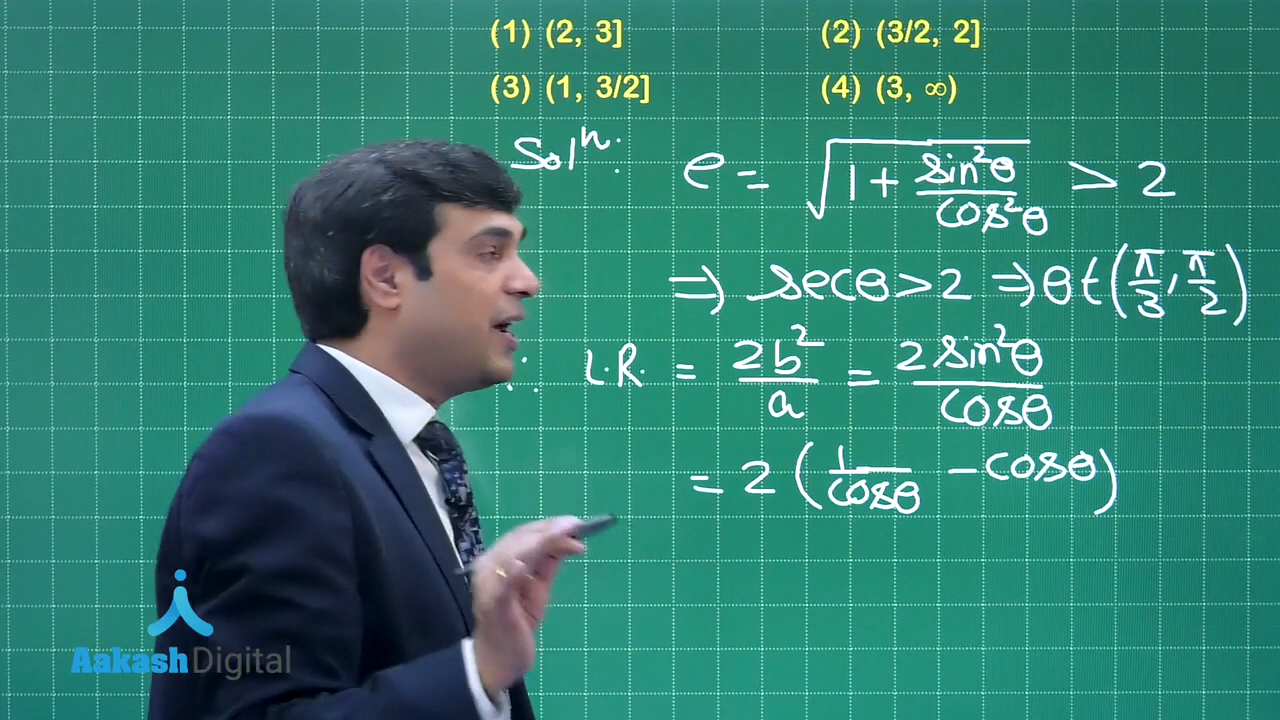 (1) (2, 3] (2) (3/2, 2]
(3) (1, 3/2] (4) (3, ∞)
Solⁿ: e = √(1 + sin²θ/cos²θ) > 2
⇒ secθ > 2 ⇒ θ ∈ (π/3, π/2)
∴ L.R. = 2b²/a = 2sin²θ/cosθ
= 2(1/cosθ - cosθ)
Aakash Digital